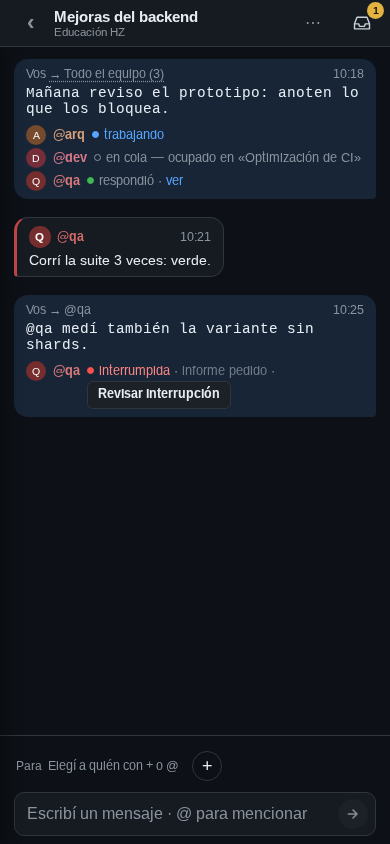 ‹ Mejoras del backend ··· 1
Educación HZ
Vos → Todo el equipo (3) 10:18
Mañana reviso el prototipo: anoten lo
que los bloquea.
A @arq ● trabajando
D @dev ○ en cola — ocupado en «Optimización de CI»
Q @qa ● respondió · ver
Q @qa 10:21
Corrí la suite 3 veces: verde.
Vos → @qa 10:25
@qa medí también la variante sin
shards.
Q @qa ● Interrumpida · Informe pedido ·
Revisar interrupción
Para Elegí a quién con + o @ +
Escribí un mensaje · @ para mencionar →